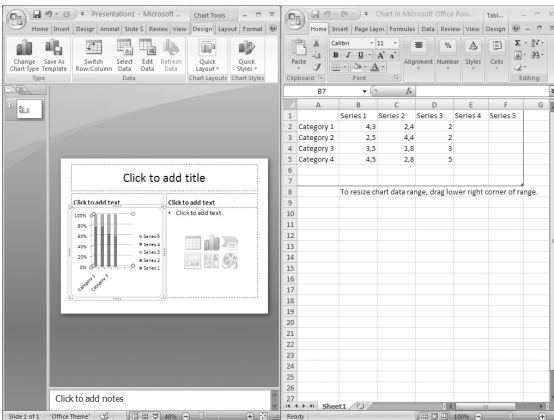 Presentation1 - Microsoft ...
Chart Tools
Home Insert Design Animat Slide S Review View Design Layout Format
Change Chart Type
Save As Template
Switch Row/Column
Select Data
Edit Data
Refresh Data
Quick Layout
Quick Styles
Type
Data
Chart Layouts
Chart Styles
1
Click to add title
Click to add text
Click to add text
• Click to add text
100%
80%
60%
40%
20%
0%
Category 1
Category 3
Series 5
Series 4
Series 3
Series 2
Series 1
Click to add notes
Slide 1 of 1 "Office Theme" 40%
Chart in Microsoft Office Pow...
Tabl...
Home Insert Page Layou Formulas Data Review View Design
Paste
Calibri 11
B I U
Alignment
Number
Styles
Cells
Clipboard
Font
Editing
B7 fx
A B C D E F G
1 Series 1 Series 2 Series 3 Series 4 Series 5
2 Category 1 4,3 2,4 2
3 Category 2 2,5 4,4 2
4 Category 3 3,5 1,8 3
5 Category 4 4,5 2,8 5
6
7
8 To resize chart data range, drag lower right corner of range.
9
10
11
12
13
14
15
16
17
18
19
20
21
22
23
24
25
26
27
Sheet1
Ready 100%